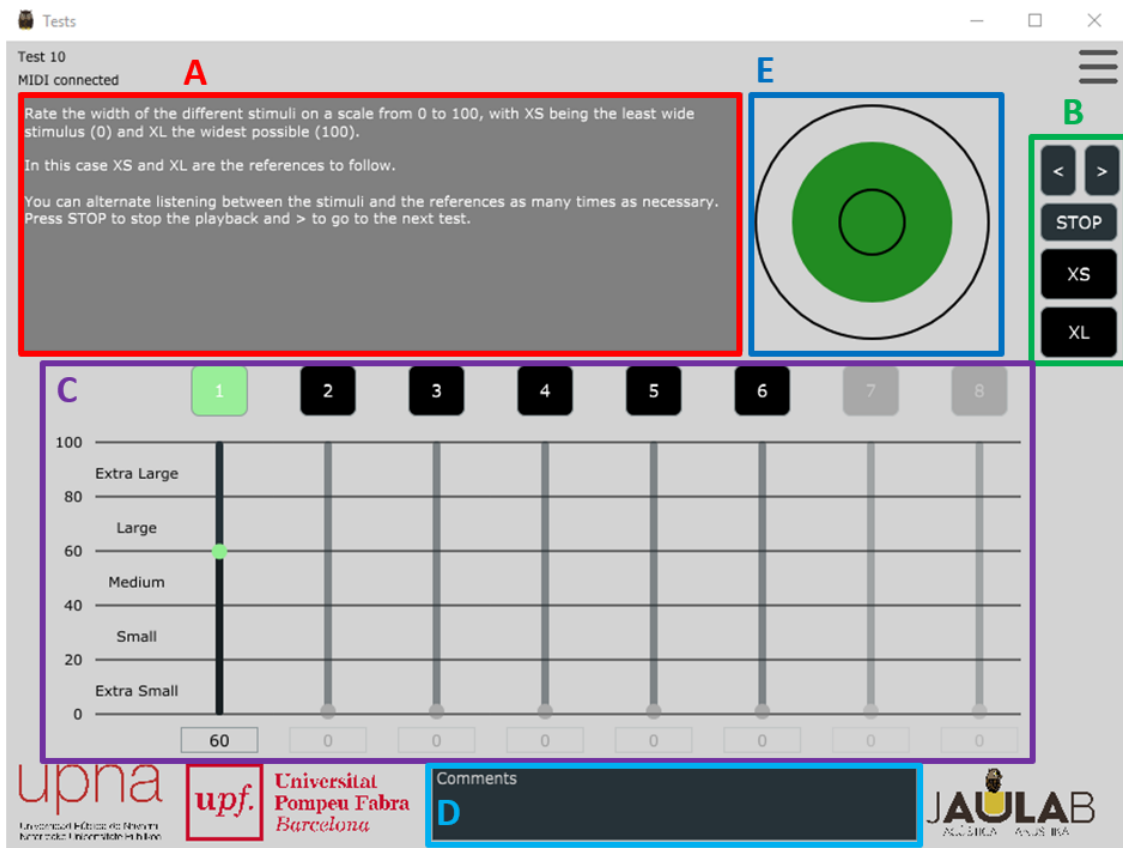 Tests
Test 10
MIDI connected
A
E
B
Rate the width of the different stimuli on a scale from 0 to 100, with XS being the least wide
stimulus (0) and XL the widest possible (100).
In this case XS and XL are the references to follow.
You can alternate listening between the stimuli and the references as many times as necessary.
Press STOP to stop the playback and > to go to the next test.
< >
STOP
XS
XL
C
1 2 3 4 5 6 7 8
100
Extra Large
80
Large
60
Medium
40
Small
20
Extra Small
0
60 0 0 0 0 0 0 0
upna
upf.
Universitat
Pompeu Fabra
Barcelona
Comments
D
JAULAB